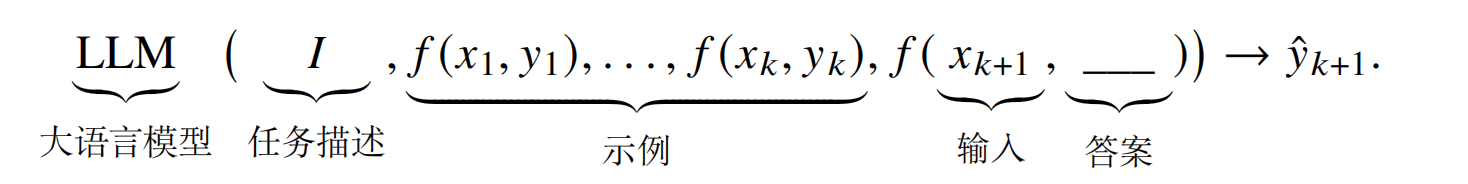 LLM ( I , f(x₁, y₁), . . . , f(xₖ, yₖ), f( xₖ₊₁ , ___ )) → ŷₖ₊₁.
大语言模型 任务描述 示例 输入 答案